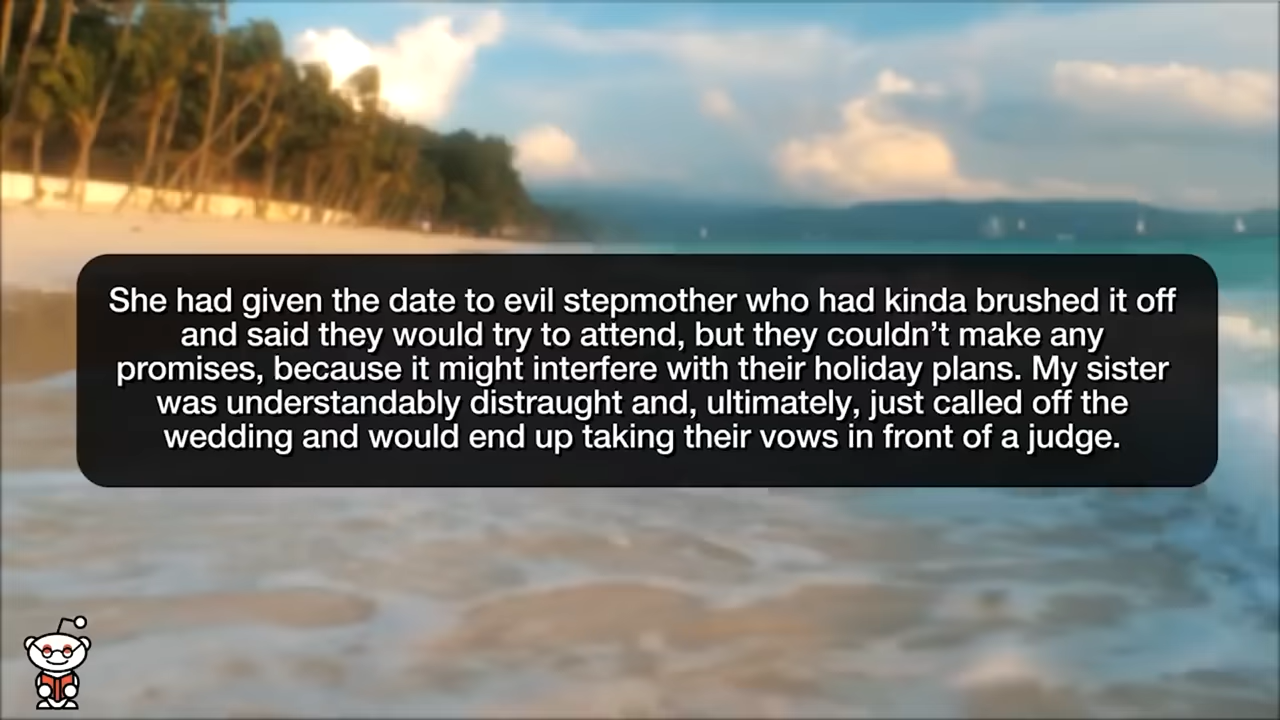 She had given the date to evil stepmother who had kinda brushed it off
and said they would try to attend, but they couldn’t make any
promises, because it might interfere with their holiday plans. My sister
was understandably distraught and, ultimately, just called off the
wedding and would end up taking their vows in front of a judge.